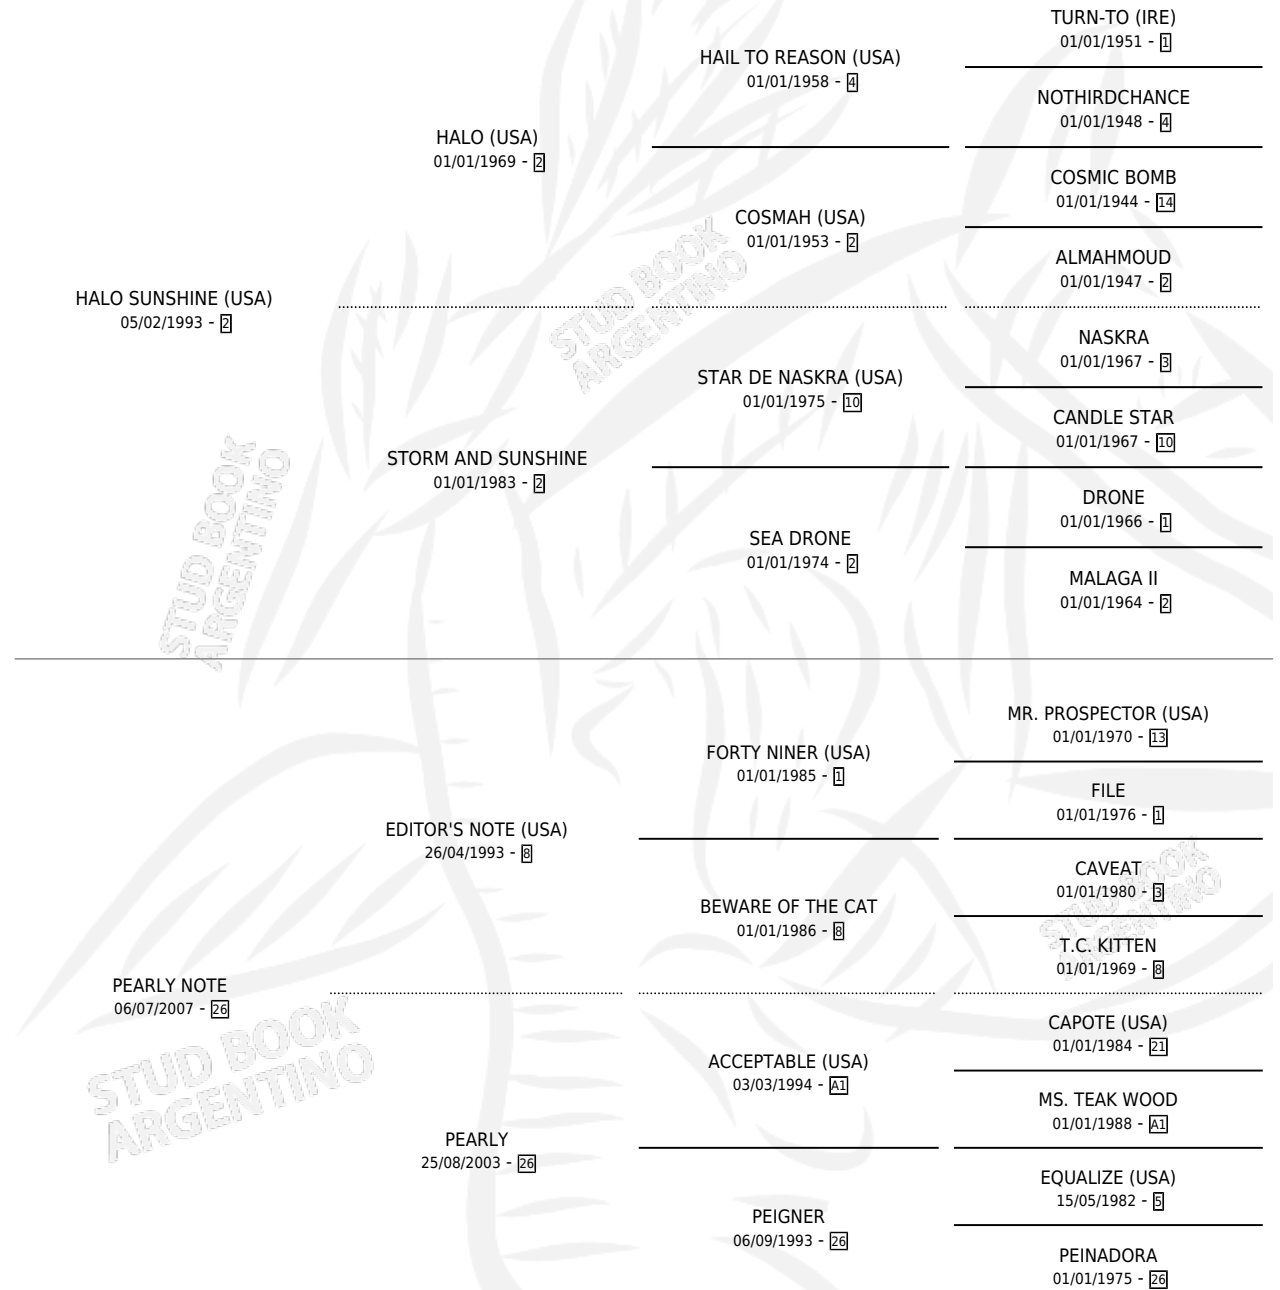 TURN-TO (IRE)
01/01/1951 - 1
HAIL TO REASON (USA)
01/01/1958 - 4
NOTHIRDCHANCE
01/01/1948 - 4
HALO (USA)
01/01/1969 - 2
COSMIC BOMB
01/01/1944 - 14
COSMAH (USA)
01/01/1953 - 2
ALMAHMOUD
01/01/1947 - 2
HALO SUNSHINE (USA)
05/02/1993 - 2
NASKRA
01/01/1967 - 3
STAR DE NASKRA (USA)
01/01/1975 - 10
CANDLE STAR
01/01/1967 - 10
STORM AND SUNSHINE
01/01/1983 - 2
DRONE
01/01/1966 - 1
SEA DRONE
01/01/1974 - 2
MALAGA II
01/01/1964 - 2
MR. PROSPECTOR (USA)
01/01/1970 - 13
FORTY NINER (USA)
01/01/1985 - 1
FILE
01/01/1976 - 1
EDITOR'S NOTE (USA)
26/04/1993 - 8
CAVEAT
01/01/1980 - 3
BEWARE OF THE CAT
01/01/1986 - 8
T.C. KITTEN
01/01/1969 - 8
PEARLY NOTE
06/07/2007 - 26
CAPOTE (USA)
01/01/1984 - 21
ACCEPTABLE (USA)
03/03/1994 - A1
MS. TEAK WOOD
01/01/1988 - A1
PEARLY
25/08/2003 - 26
EQUALIZE (USA)
15/05/1982 - 5
PEIGNER
06/09/1993 - 26
PEINADORA
01/01/1975 - 26
STUD BOOK
ARGENTINO
STUD BOOK
ARGENTINO
STUD BOOK
ARGENTINO
STUD BOOK
ARGENTINO